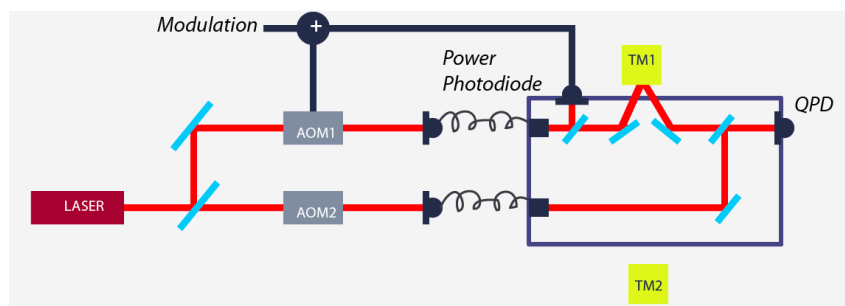 Modulation
+
Power
Photodiode
TM1
QPD
AOM1
LASER
AOM2
TM2